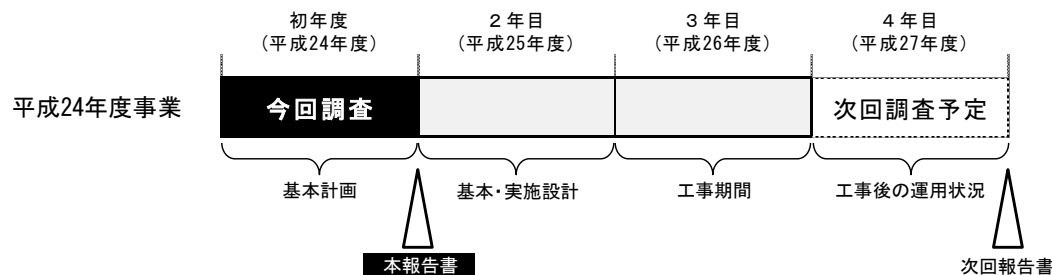 初年度
(平成24年度)
２年目
(平成25年度)
３年目
(平成26年度)
４年目
(平成27年度)
平成24年度事業
今回調査
次回調査予定
基本計画
基本・実施設計
工事期間
工事後の運用状況
本報告書
次回報告書